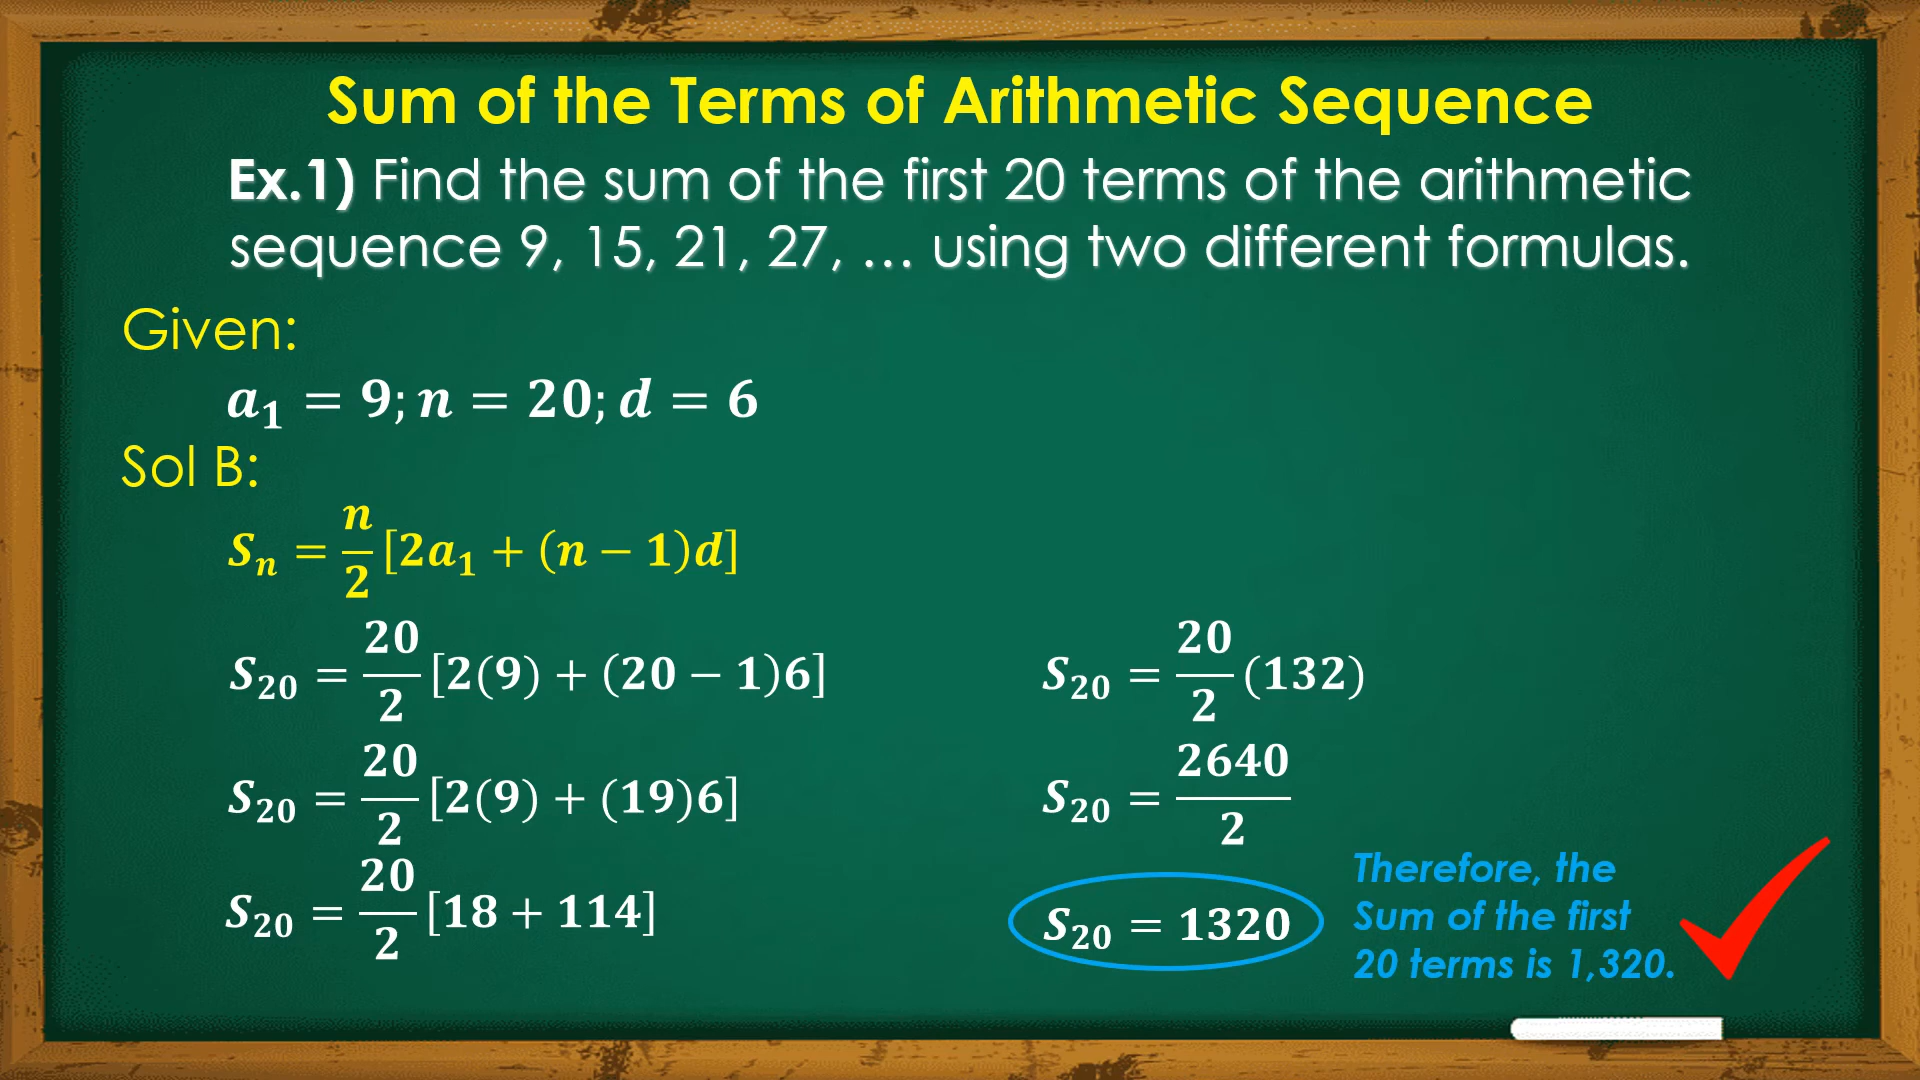 Sum of the Terms of Arithmetic Sequence
Ex.1) Find the sum of the first 20 terms of the arithmetic
sequence 9, 15, 21, 27, … using two different formulas.
Given:
a₁ = 9; n = 20; d = 6
Sol B:
Sₙ = n/2 [2a₁ + (n − 1)d]
S₂₀ = 20/2 [2(9) + (20 − 1)6]
S₂₀ = 20/2 [2(9) + (19)6]
S₂₀ = 20/2 [18 + 114]
S₂₀ = 20/2 (132)
S₂₀ = 2640/2
S₂₀ = 1320
Therefore, the
Sum of the first
20 terms is 1,320.